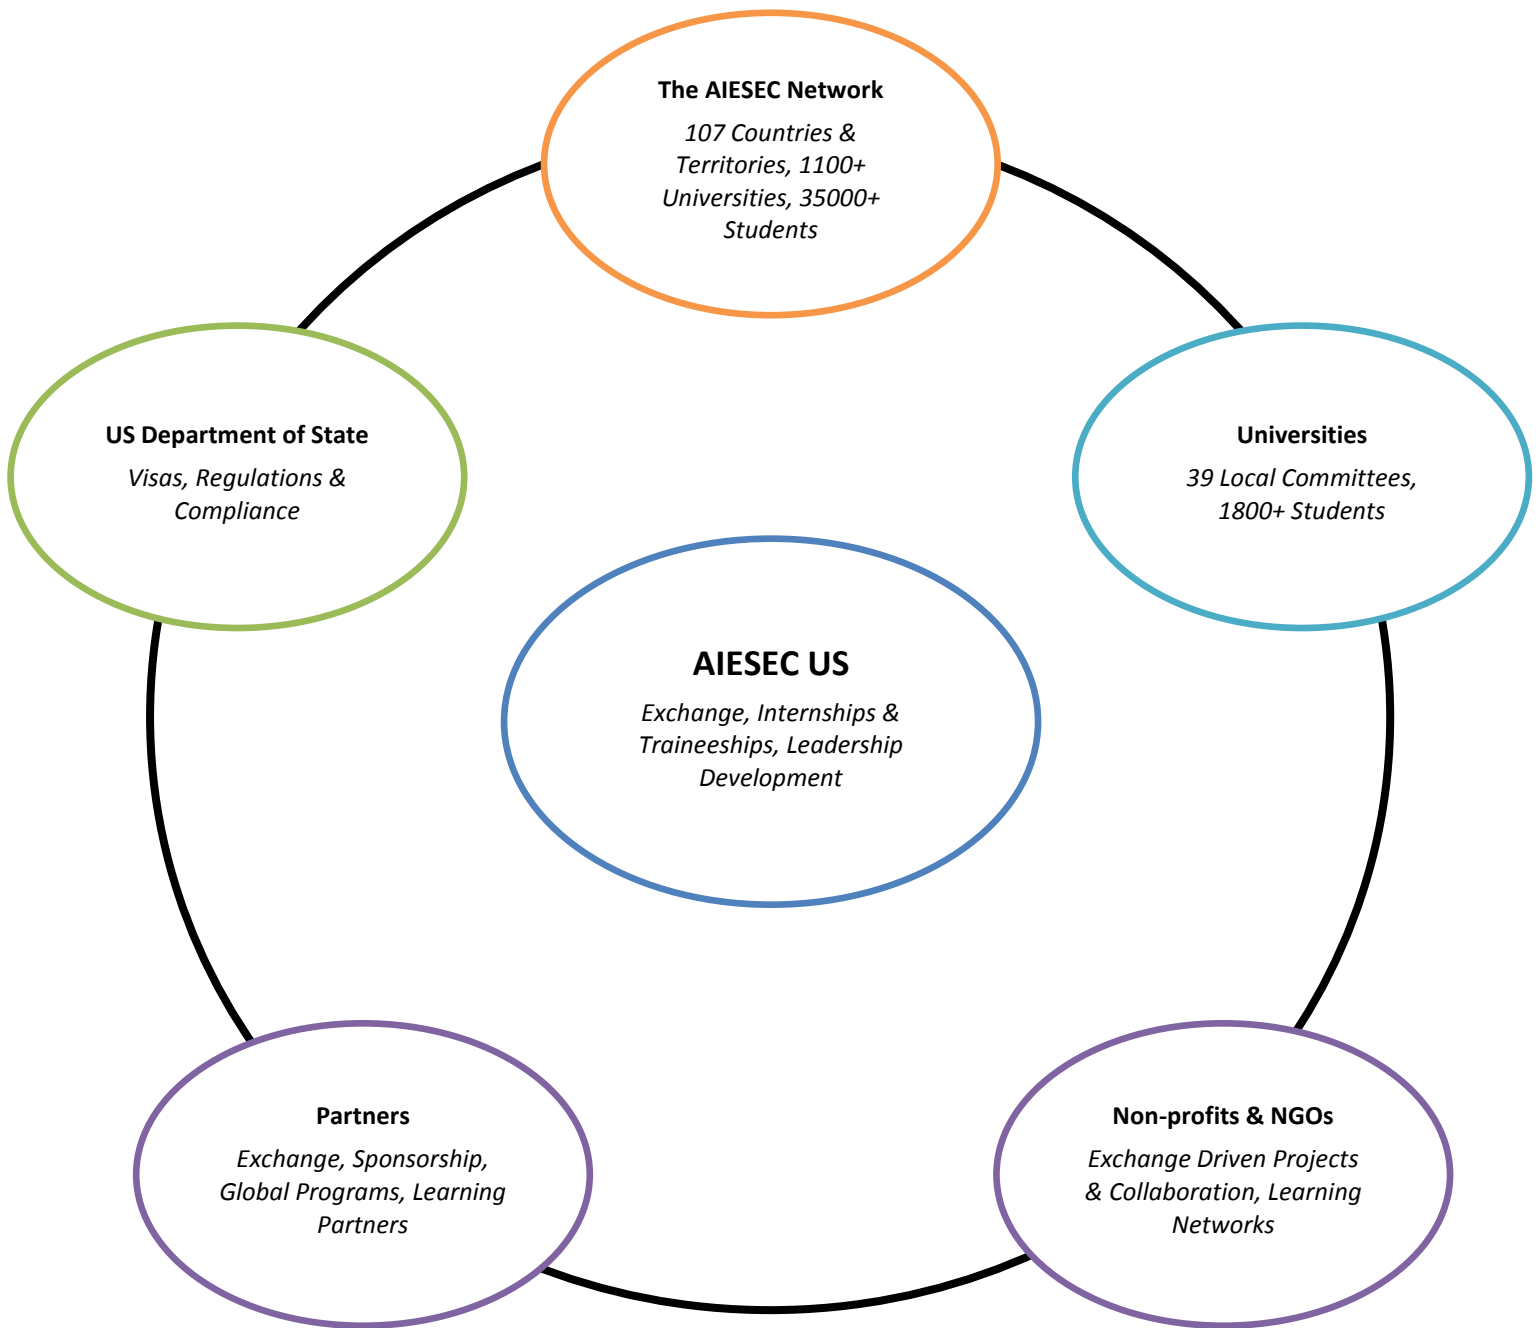 The AIESEC Network
107 Countries &
Territories, 1100+
Universities, 35000+
Students
US Department of State
Visas, Regulations &
Compliance
Universities
39 Local Committees,
1800+ Students
AIESEC US
Exchange, Internships &
Traineeships, Leadership
Development
Partners
Exchange, Sponsorship,
Global Programs, Learning
Partners
Non-profits & NGOs
Exchange Driven Projects
& Collaboration, Learning
Networks